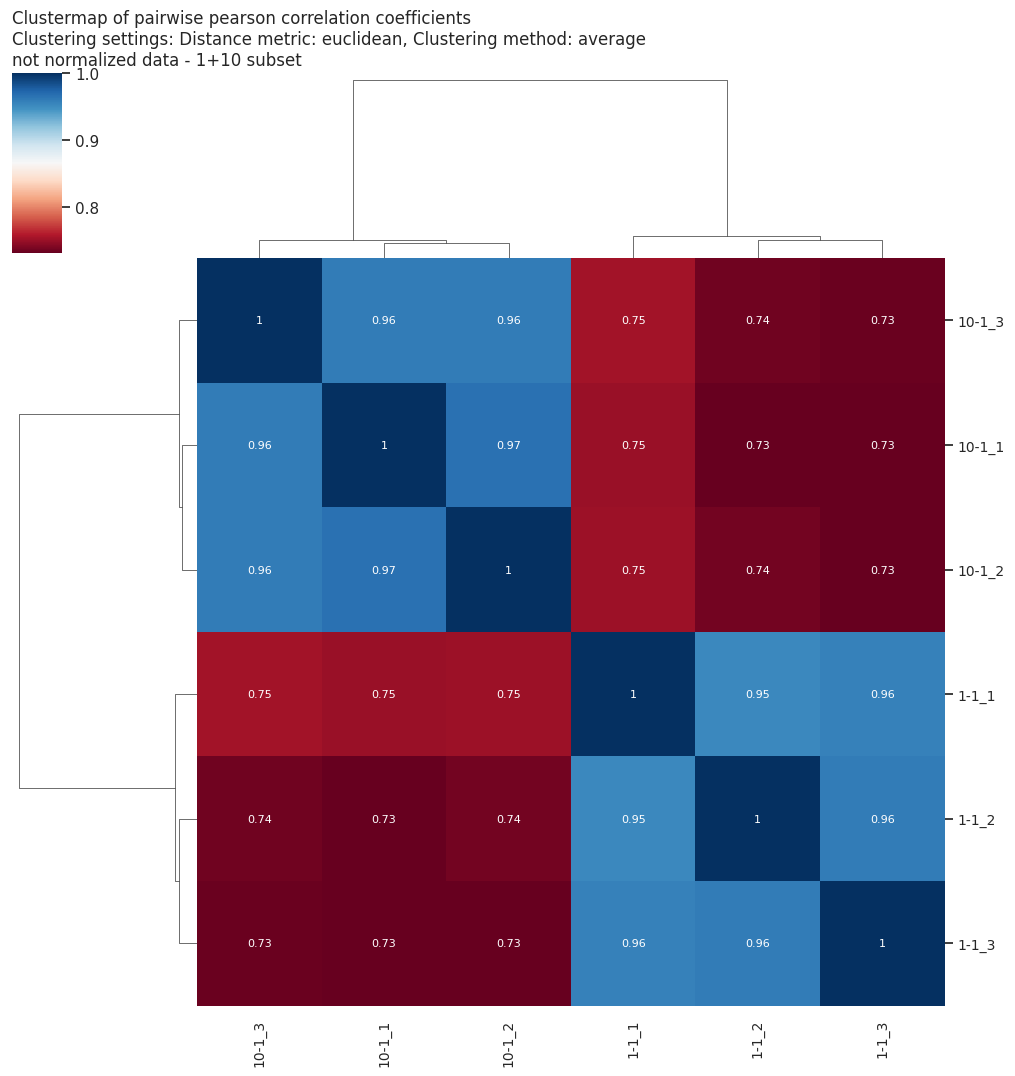 Clustermap of pairwise pearson correlation coefficients
Clustering settings: Distance metric: euclidean, Clustering method: average
not normalized data - 1+10 subset
1.0
0.9
0.8
1 0.96 0.96 0.75 0.74 0.73 10-1_3
0.96 1 0.97 0.75 0.73 0.73 10-1_1
0.96 0.97 1 0.75 0.74 0.73 10-1_2
0.75 0.75 0.75 1 0.95 0.96 1-1_1
0.74 0.73 0.74 0.95 1 0.96 1-1_2
0.73 0.73 0.73 0.96 0.96 1 1-1_3
10-1_3 10-1_1 10-1_2 1-1_1 1-1_2 1-1_3